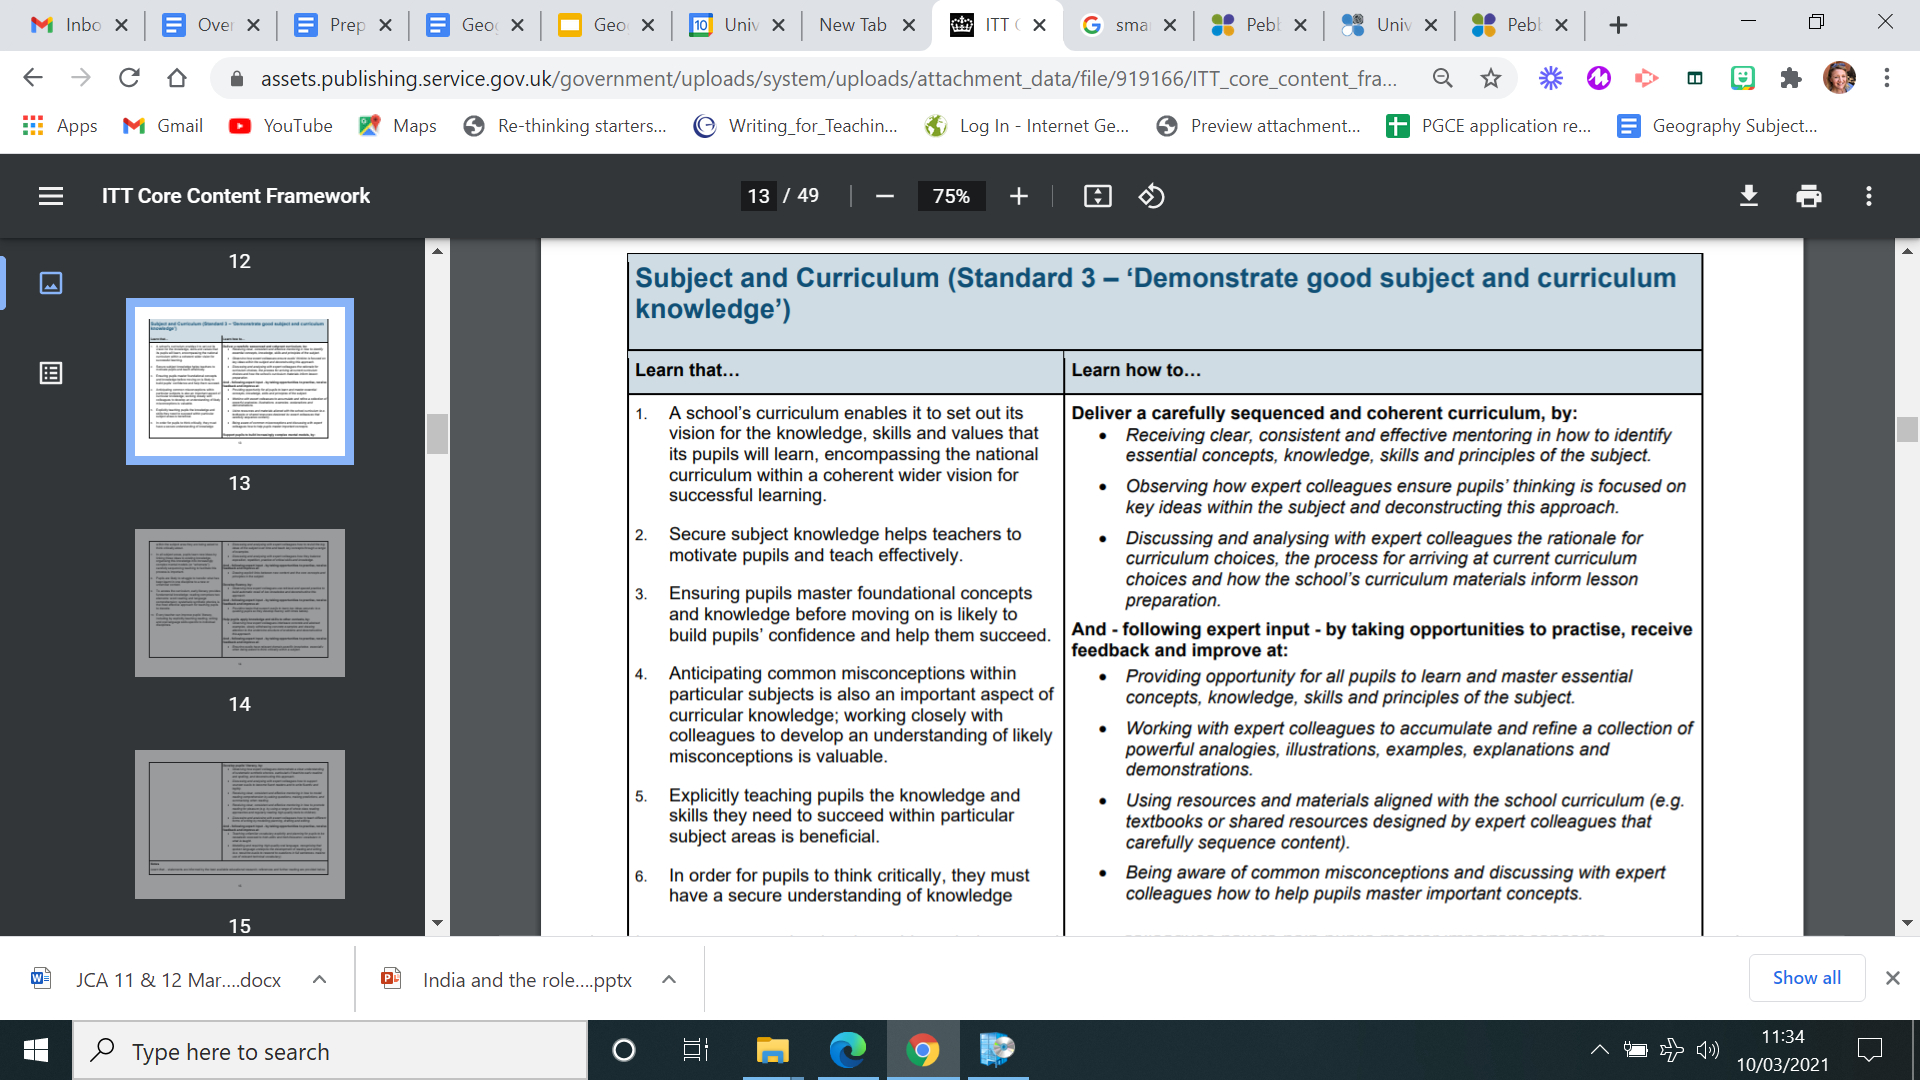 Inbo
Over
Prep
Geog
Geo
10
Univ
New Tab
ITT C
smar
Pebb
Univ
Pebb
assets.publishing.service.gov.uk/government/uploads/system/uploads/attachment_data/file/919166/ITT_core_content_fra...
Apps
Gmail
YouTube
Maps
Re-thinking starters...
Writing_for_Teachin...
Log In - Internet Ge...
Preview attachment...
PGCE application re...
Geography Subject...
ITT Core Content Framework
13 / 49
75%
12
13
14
15
Subject and Curriculum (Standard 3 – ‘Demonstrate good subject and curriculum
knowledge’)
Learn that…
1. A school’s curriculum enables it to set out its
vision for the knowledge, skills and values that
its pupils will learn, encompassing the national
curriculum within a coherent wider vision for
successful learning.
2. Secure subject knowledge helps teachers to
motivate pupils and teach effectively.
3. Ensuring pupils master foundational concepts
and knowledge before moving on is likely to
build pupils’ confidence and help them succeed.
4. Anticipating common misconceptions within
particular subjects is also an important aspect of
curricular knowledge; working closely with
colleagues to develop an understanding of likely
misconceptions is valuable.
5. Explicitly teaching pupils the knowledge and
skills they need to succeed within particular
subject areas is beneficial.
6. In order for pupils to think critically, they must
have a secure understanding of knowledge
Learn how to…
Deliver a carefully sequenced and coherent curriculum, by:
• Receiving clear, consistent and effective mentoring in how to identify
essential concepts, knowledge, skills and principles of the subject.
• Observing how expert colleagues ensure pupils’ thinking is focused on
key ideas within the subject and deconstructing this approach.
• Discussing and analysing with expert colleagues the rationale for
curriculum choices, the process for arriving at current curriculum
choices and how the school’s curriculum materials inform lesson
preparation.
And - following expert input - by taking opportunities to practise, receive
feedback and improve at:
• Providing opportunity for all pupils to learn and master essential
concepts, knowledge, skills and principles of the subject.
• Working with expert colleagues to accumulate and refine a collection of
powerful analogies, illustrations, examples, explanations and
demonstrations.
• Using resources and materials aligned with the school curriculum (e.g.
textbooks or shared resources designed by expert colleagues that
carefully sequence content).
• Being aware of common misconceptions and discussing with expert
colleagues how to help pupils master important concepts.
JCA 11 & 12 Mar....docx
India and the role....pptx
Show all
Type here to search
11:34
10/03/2021